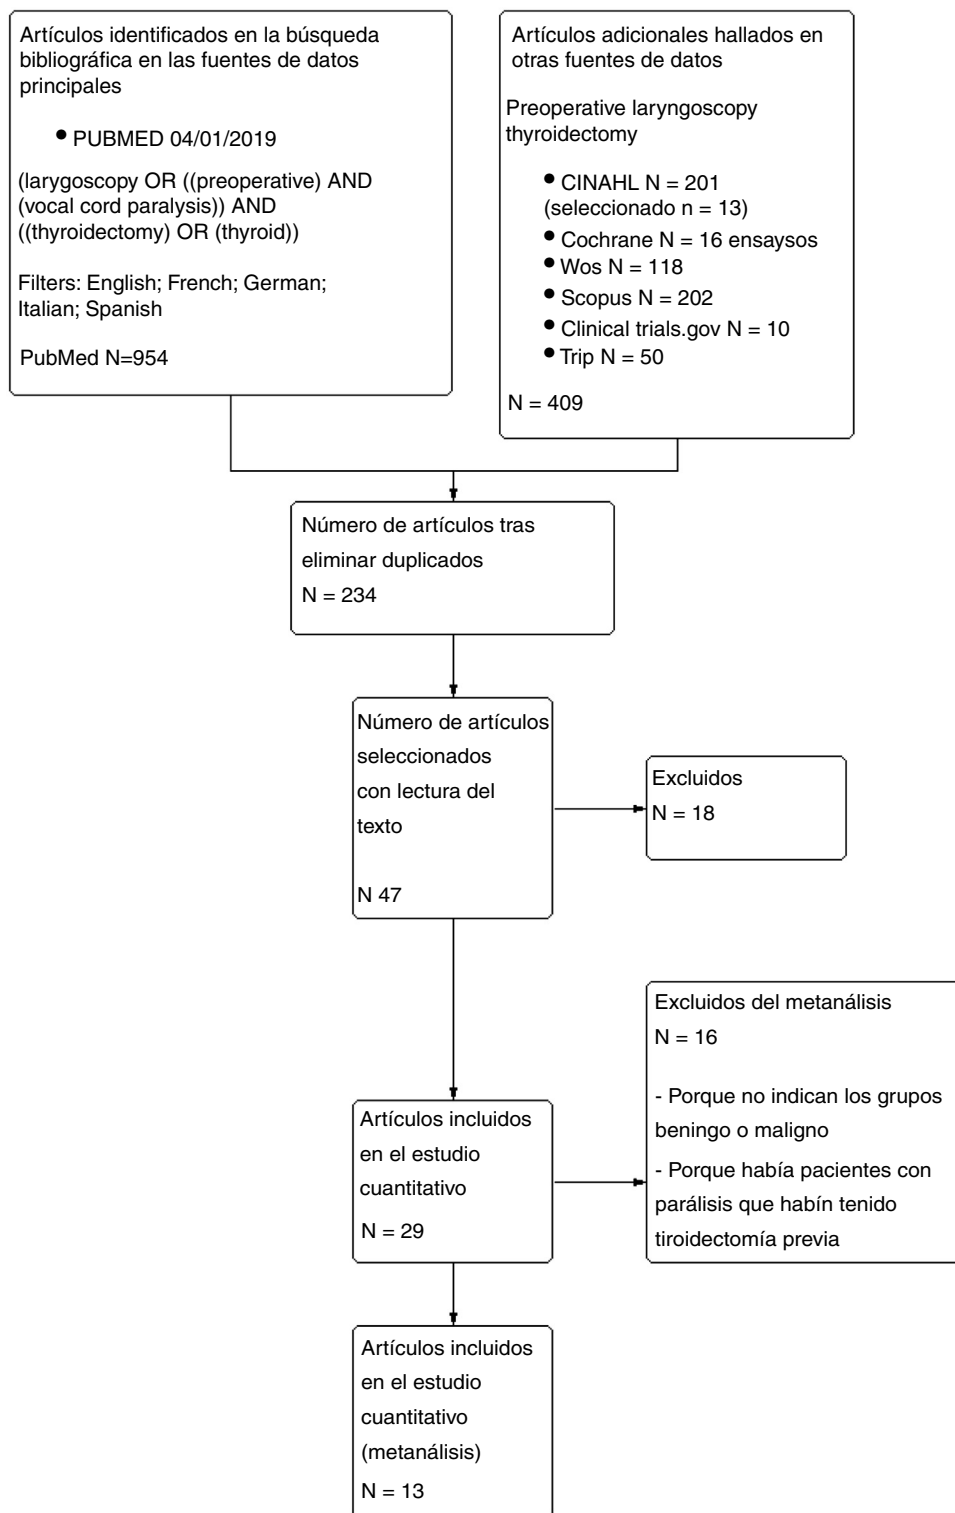 Artículos identificados en la búsqueda
bibliográfica en las fuentes de datos
principales
• PUBMED 04/01/2019
(larygoscopy OR ((preoperative) AND
(vocal cord paralysis)) AND
((thyroidectomy) OR (thyroid))
Filters: English; French; German;
Italian; Spanish
PubMed N=954
Artículos adicionales hallados en
otras fuentes de datos
Preoperative laryngoscopy
thyroidectomy
• CINAHL N = 201
(seleccionado n = 13)
• Cochrane N = 16 ensaysos
• Wos N = 118
• Scopus N = 202
• Clinical trials.gov N = 10
• Trip N = 50
N = 409
Número de artículos tras
eliminar duplicados
N = 234
Número de artículos
seleccionados
con lectura del
texto
N 47
Excluidos
N = 18
Excluidos del metanálisis
N = 16
- Porque no indican los grupos
beningo o maligno
- Porque había pacientes con
parálisis que habín tenido
tiroidectomía previa
Artículos incluidos
en el estudio
cuantitativo
N = 29
Artículos incluidos
en el estudio
cuantitativo
(metanálisis)
N = 13